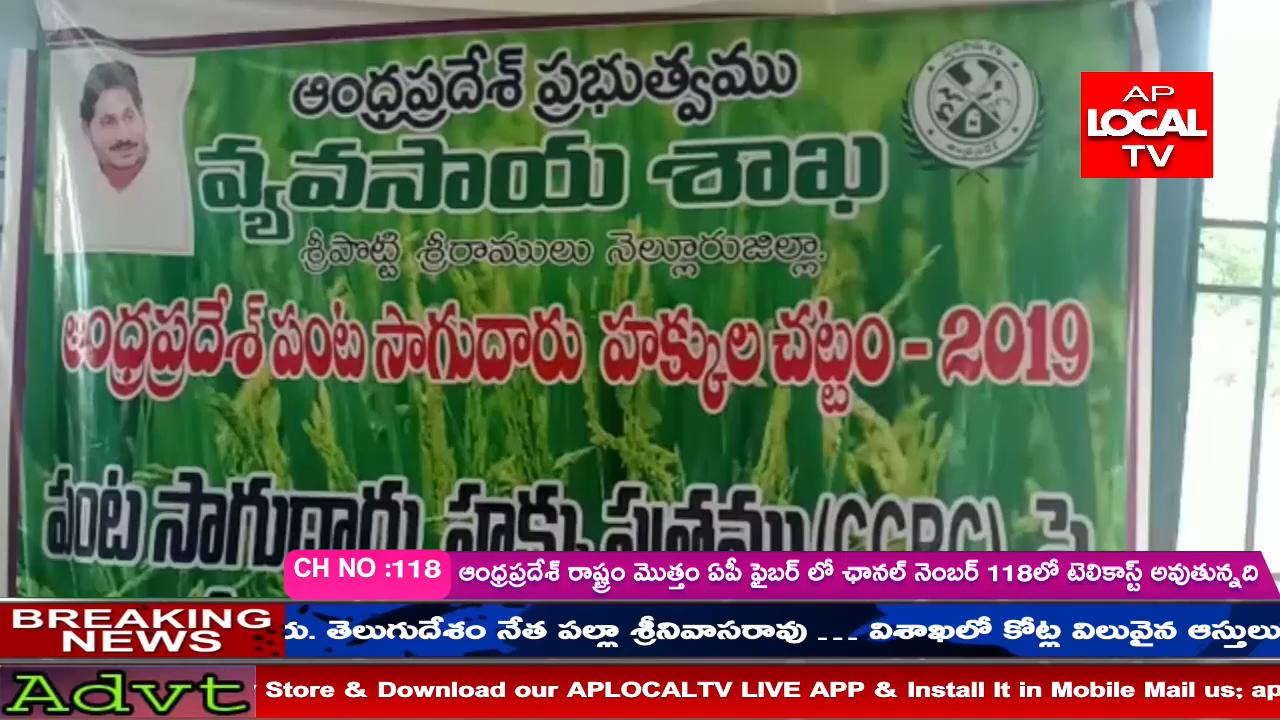 ఆంధ్రప్రదేశ్ ప్రభుత్వము
వ్యవసాయ శాఖ
శ్రీపొట్టి శ్రీరాములు నెల్లూరుజిల్లా.
ఆంధ్రప్రదేశ్ పంట సాగుదారు హక్కుల చట్టం - 2019
పంట సాగుదారు హక్కు పత్రము (CCRC) పై
AP
LOCAL
TV
CH NO :118 ఆంధ్రప్రదేశ్ రాష్ట్రం మొత్తం ఏపీ ఫైబర్ లో ఛానల్ నెంబర్ 118లో టెలికాస్ట్ అవుతున్నది
BREAKING
NEWS
రు. తెలుగుదేశం నేత పల్లా శ్రీనివాసరావు _ _ _ విశాఖలో కోట్ల విలువైన ఆస్తులు
Advt
Store & Download our APLOCALTV LIVE APP & Install It in Mobile Mail us; ap